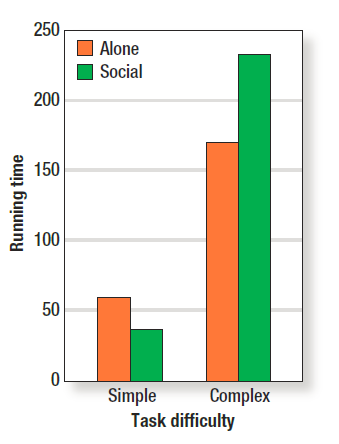 250
Alone
Social
200
150
100
50
0
Running time
Simple Complex
Task difficulty